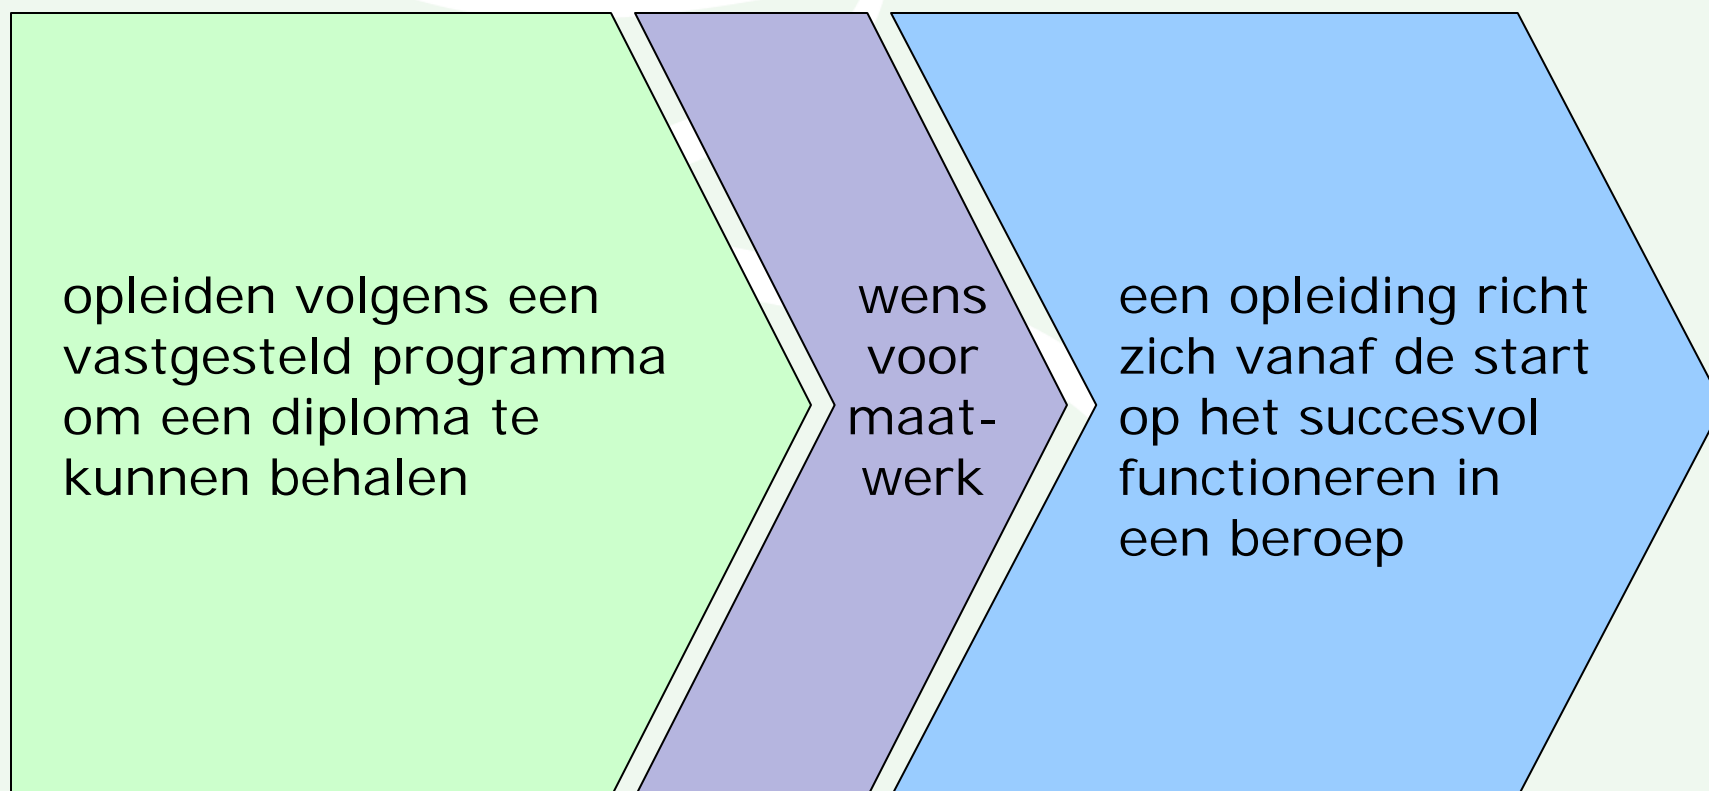 opleiden volgens een
vastgesteld programma
om een diploma te
kunnen behalen
wens
voor
maat-
werk
een opleiding richt
zich vanaf de start
op het succesvol
functioneren in
een beroep